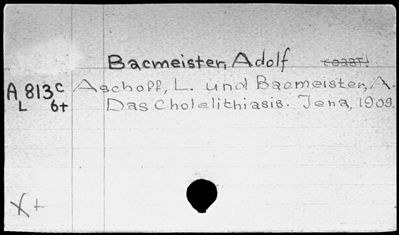 Bacmeister, Adolf
A 813c Aschoff, L. und Bacmeister, A.
L 6+ Das Cholelithiasis. Jena, 1909.
X+